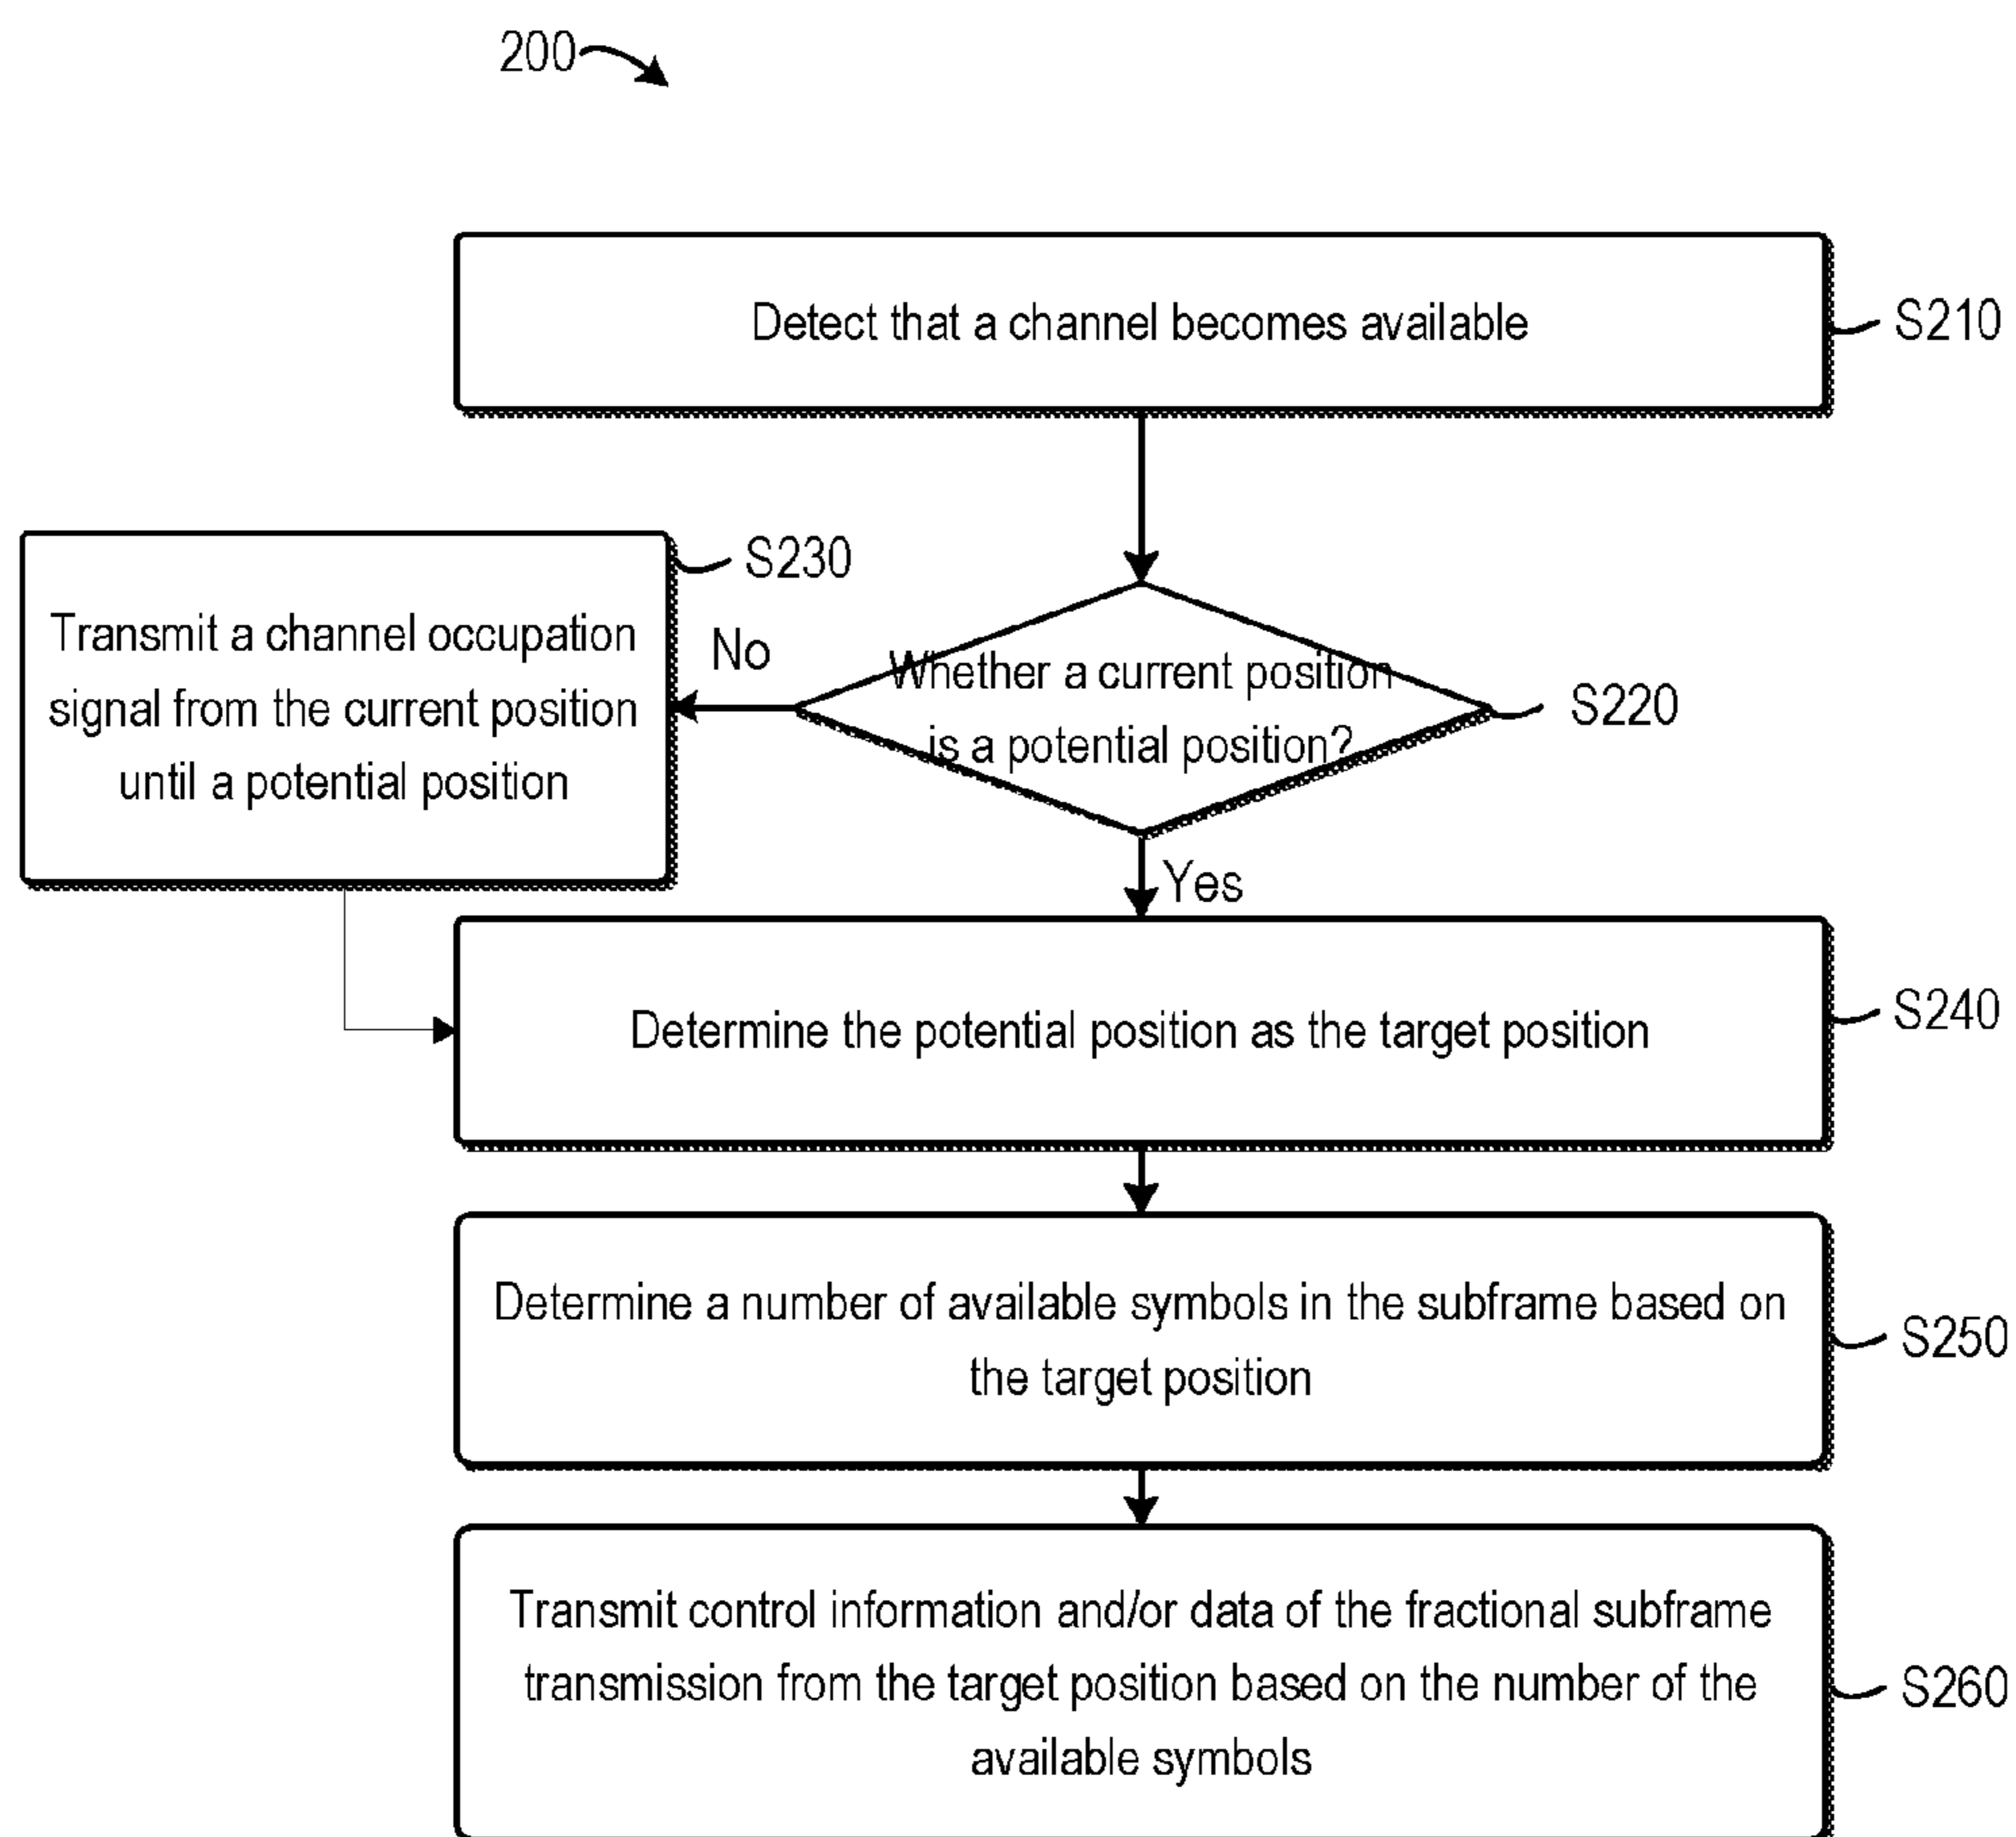 200
Detect that a channel becomes available
S210
S230
Transmit a channel occupation
signal from the current position
until a potential position
No
Whether a current position
is a potential position?
S220
Yes
Determine the potential position as the target position
S240
Determine a number of available symbols in the subframe based on
the target position
S250
Transmit control information and/or data of the fractional subframe
transmission from the target position based on the number of the
available symbols
S260